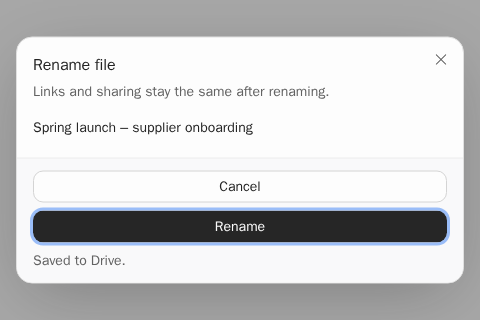 Rename file
Links and sharing stay the same after renaming.
Spring launch – supplier onboarding
Cancel
Rename
Saved to Drive.